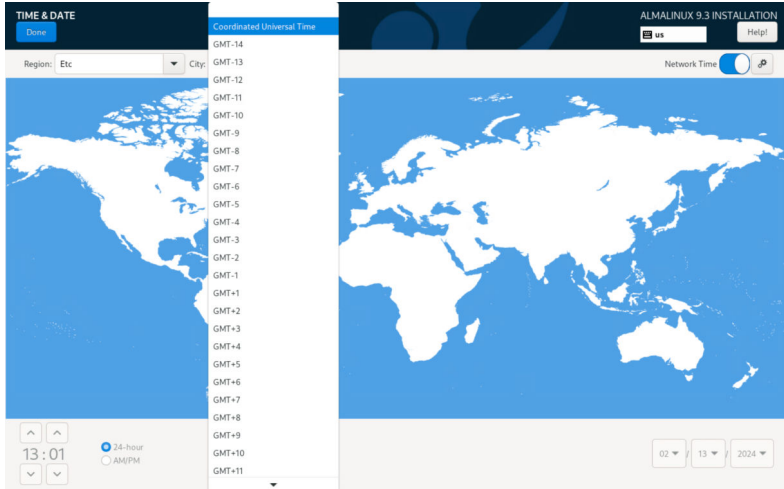 TIME & DATE
ALMALINUX 9.3 INSTALLATION
Done
us
Help!
Region:
Etc
City:
Network Time
Coordinated Universal Time
GMT-14
GMT-13
GMT-12
GMT-11
GMT-10
GMT-9
GMT-8
GMT-7
GMT-6
GMT-5
GMT-4
GMT-3
GMT-2
GMT-1
GMT+1
GMT+2
GMT+3
GMT+4
GMT+5
GMT+6
GMT+7
GMT+8
GMT+9
GMT+10
GMT+11
13:01
24-hour
AM/PM
02 / 13 / 2024